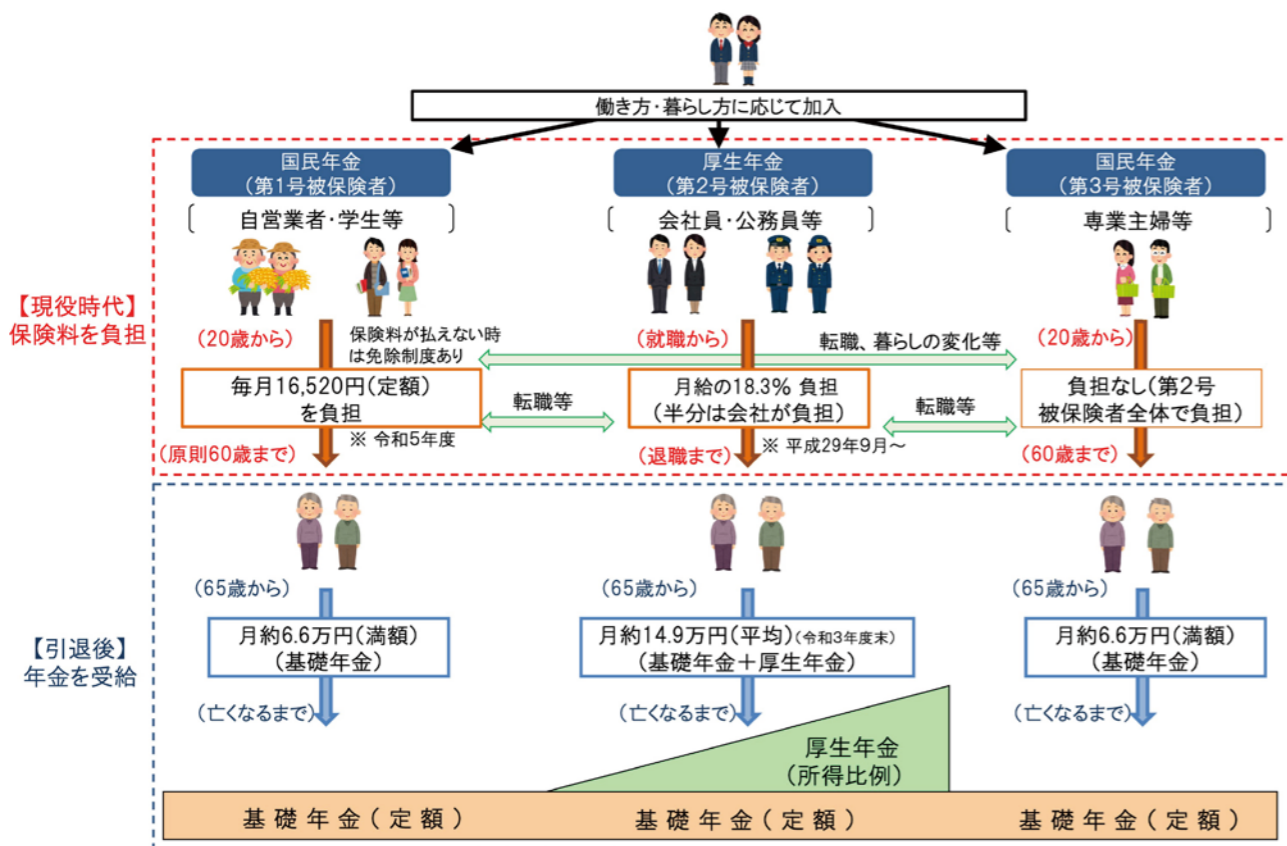 働き方・暮らし方に応じて加入
国民年金
（第1号被保険者）
自営業者・学生等
厚生年金
（第2号被保険者）
会社員・公務員等
国民年金
（第3号被保険者）
専業主婦等
【現役時代】
保険料を負担
（20歳から）
保険料が払えない時
は免除制度あり
（就職から）
転職、暮らしの変化等
（20歳から）
毎月16,520円（定額）
を負担
転職等
月給の18.3% 負担
（半分は会社が負担）
転職等
負担なし（第2号
被保険者全体で負担）
（原則60歳まで）
※ 令和5年度
（退職まで）
※ 平成29年9月～
（60歳まで）
【引退後】
年金を受給
（65歳から）
（65歳から）
（65歳から）
月約6.6万円（満額）
（基礎年金）
月約14.9万円（平均）（令和3年度末）
（基礎年金＋厚生年金）
月約6.6万円（満額）
（基礎年金）
（亡くなるまで）
（亡くなるまで）
（亡くなるまで）
厚生年金
（所得比例）
基礎年金（定額）
基礎年金（定額）
基礎年金（定額）